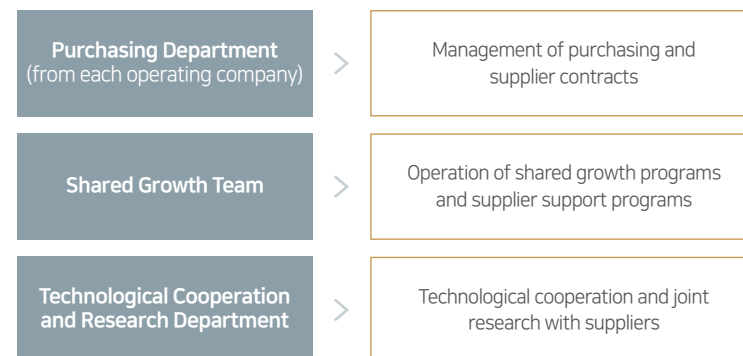 Purchasing Department
(from each operating company)
Management of purchasing and
supplier contracts
Shared Growth Team
Operation of shared growth programs
and supplier support programs
Technological Cooperation
and Research Department
Technological cooperation and joint
research with suppliers